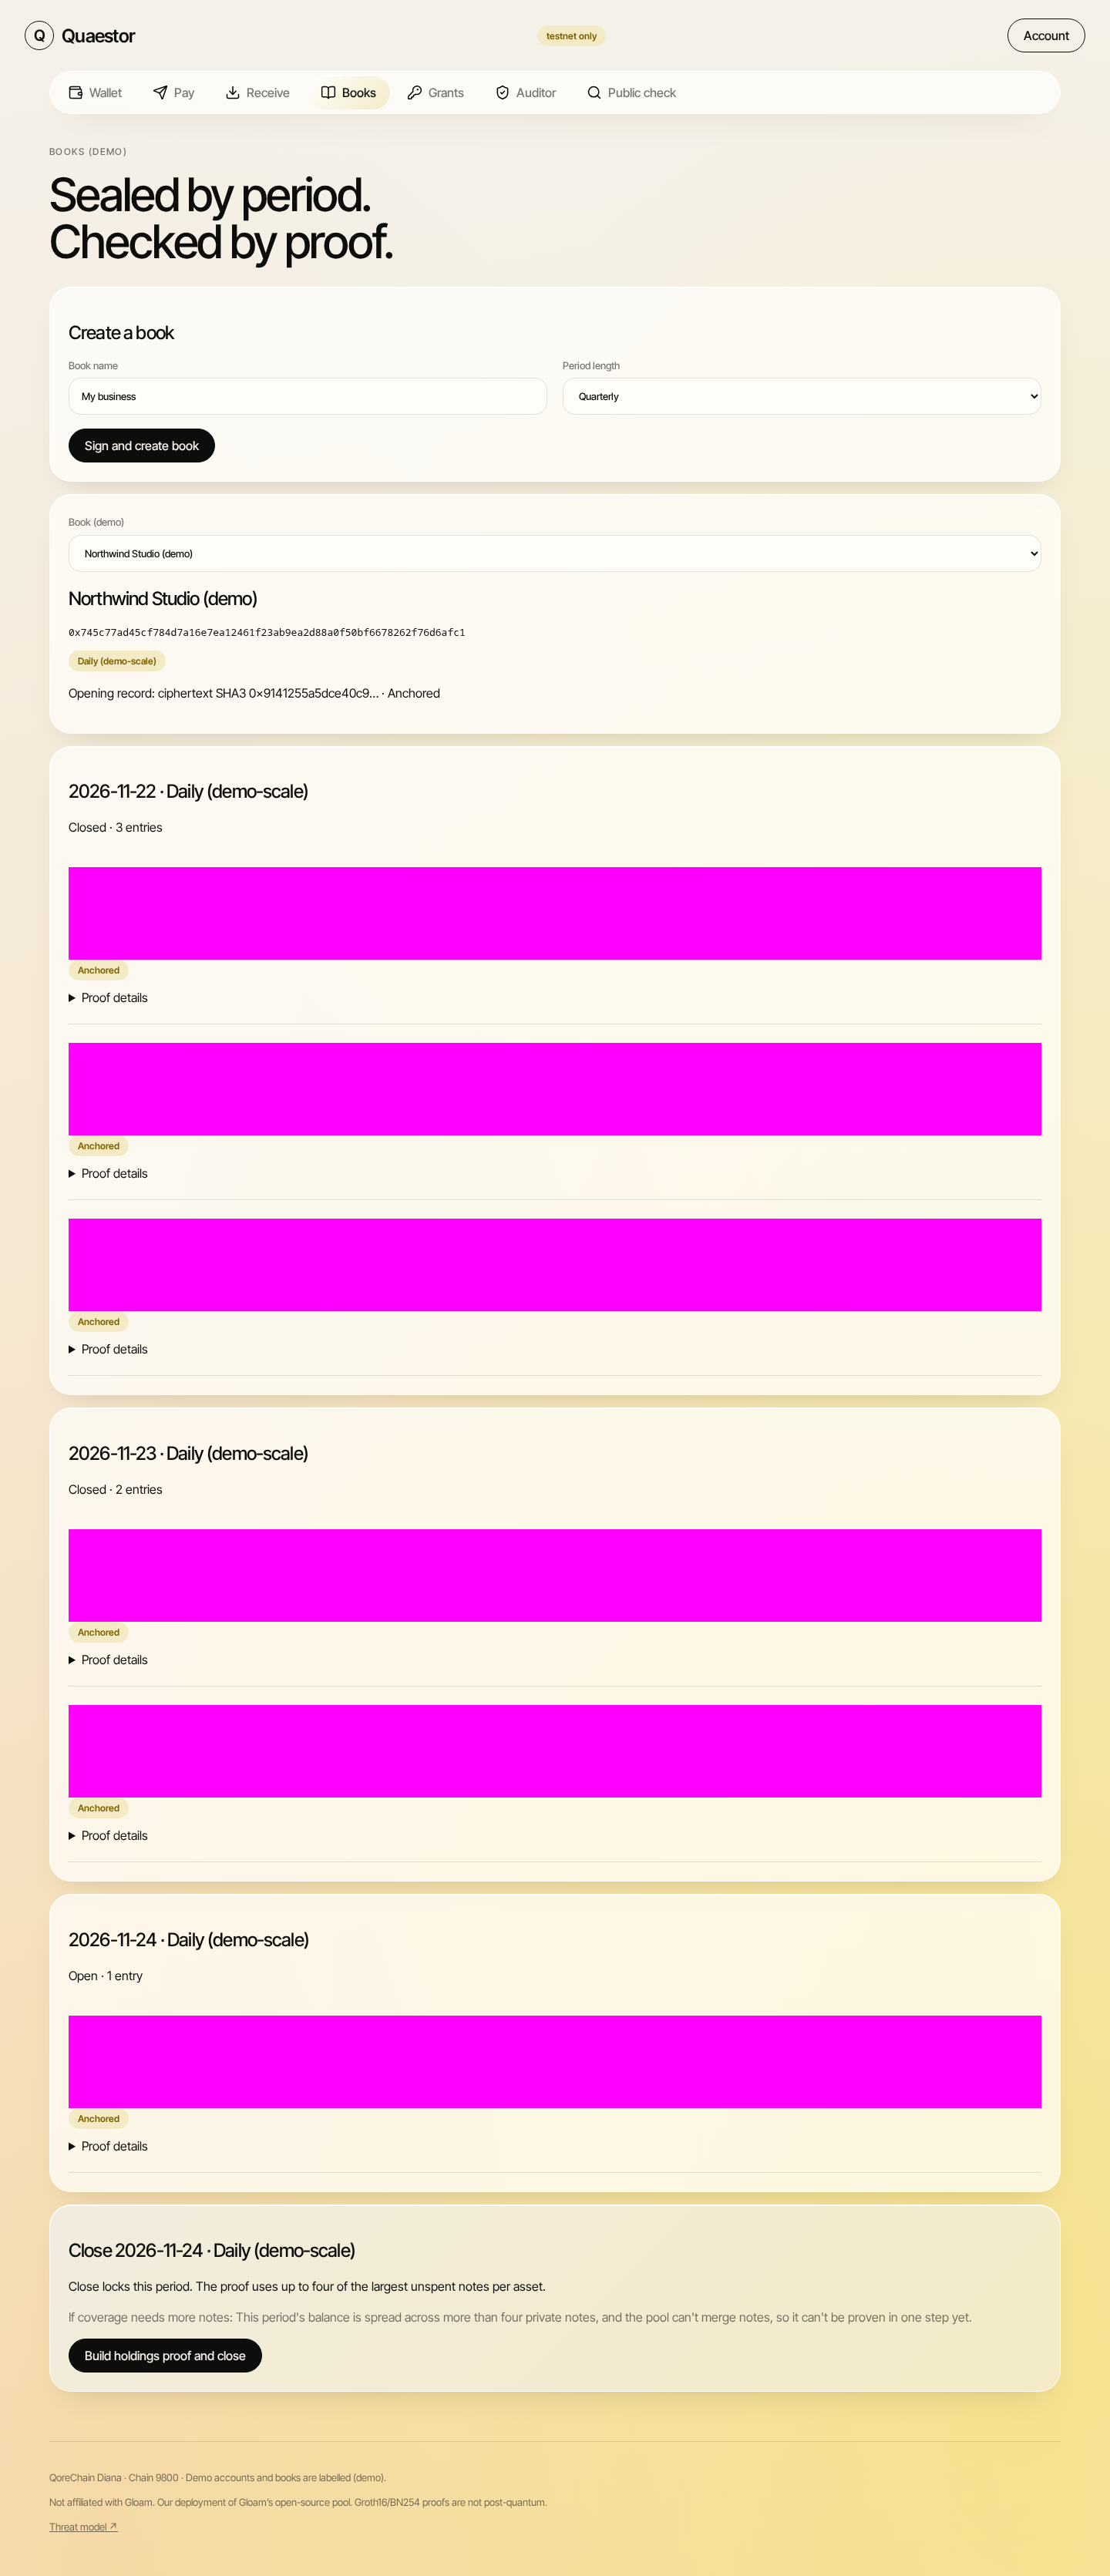 Q Quaestor
testnet only
Account
Wallet
Pay
Receive
Books
Grants
Auditor
Public check
BOOKS (DEMO)
Sealed by period.
Checked by proof.
Create a book
Book name
Period length
My business
Quarterly
Sign and create book
Book (demo)
Northwind Studio (demo)
Northwind Studio (demo)
0x745c77ad45cf784d7a16e7ea12461f23ab9ea2d88a0f50bf6678262f76d6afc1
Daily (demo-scale)
Opening record: ciphertext SHA3 0×9141255a5dce40c9… · Anchored
2026-11-22 · Daily (demo-scale)
Closed · 3 entries
Anchored
▶ Proof details
Anchored
▶ Proof details
Anchored
▶ Proof details
2026-11-23 · Daily (demo-scale)
Closed · 2 entries
Anchored
▶ Proof details
Anchored
▶ Proof details
2026-11-24 · Daily (demo-scale)
Open · 1 entry
Anchored
▶ Proof details
Close 2026-11-24 · Daily (demo-scale)
Close locks this period. The proof uses up to four of the largest unspent notes per asset.
If coverage needs more notes: This period's balance is spread across more than four private notes, and the pool can't merge notes, so it can't be proven in one step yet.
Build holdings proof and close
QoreChain Diana · Chain 9800 · Demo accounts and books are labelled (demo).
Not affiliated with Gloam. Our deployment of Gloam's open-source pool. Groth16/BN254 proofs are not post-quantum.
Threat model ↗